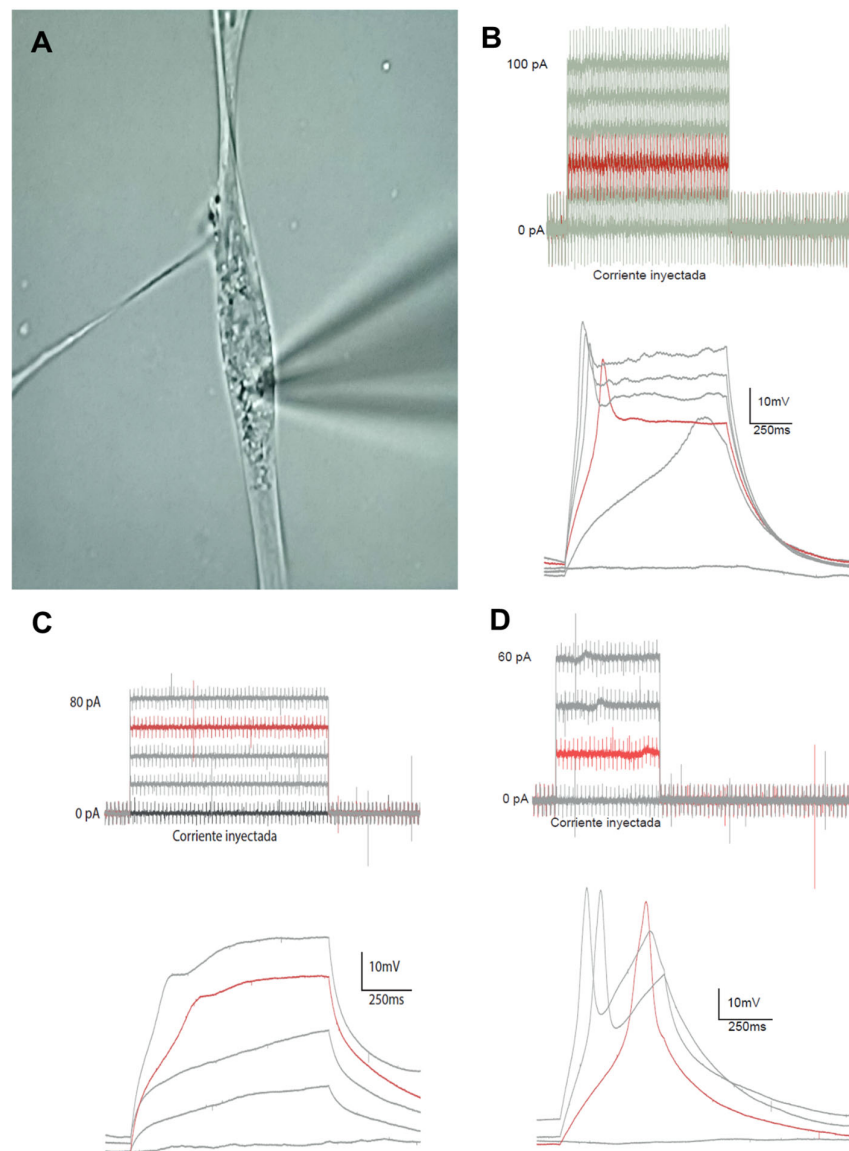 A
B
100 pA
0 pA
Corriente inyectada
10mV
250ms
C
80 pA
0 pA
Corriente inyectada
10mV
250ms
D
60 pA
0 pA
Corriente inyectada
10mV
250ms